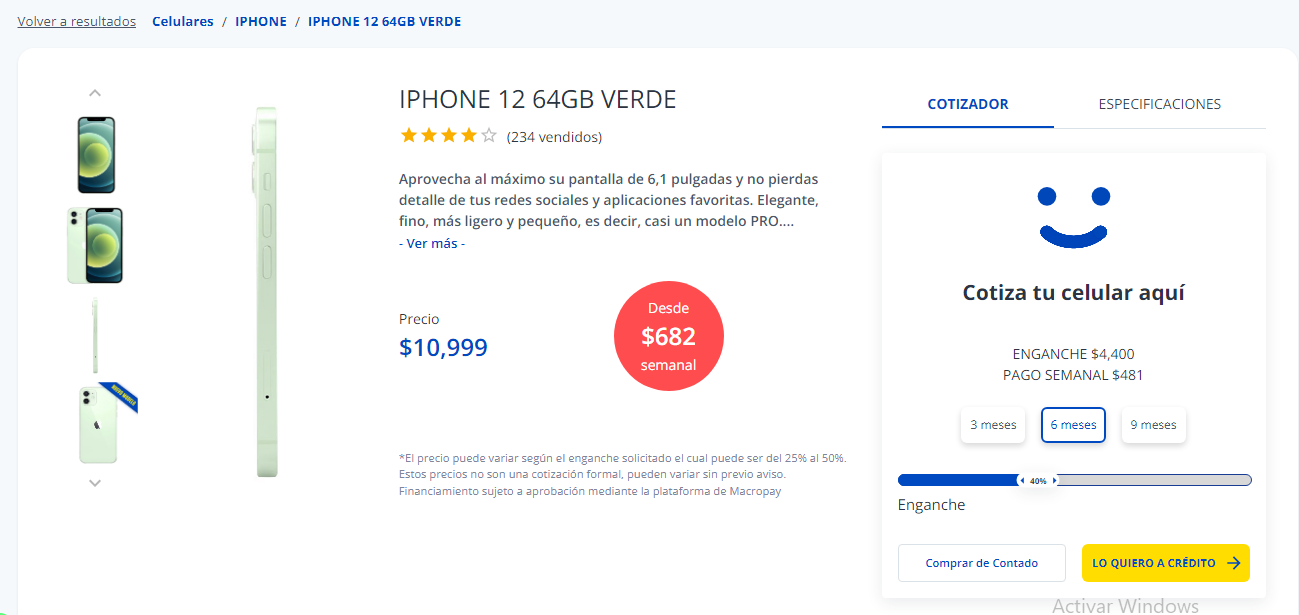 Volver a resultados Celulares / IPHONE / IPHONE 12 64GB VERDE
IPHONE 12 64GB VERDE
(234 vendidos)
Aprovecha al máximo su pantalla de 6,1 pulgadas y no pierdas
detalle de tus redes sociales y aplicaciones favoritas. Elegante,
fino, más ligero y pequeño, es decir, casi un modelo PRO....
- Ver más -
Precio
$10,999
Desde
$682
semanal
*El precio puede variar según el enganche solicitado el cual puede ser del 25% al 50%.
Estos precios no son una cotización formal, pueden variar sin previo aviso.
Financiamiento sujeto a aprobación mediante la plataforma de Macropay
COTIZADOR ESPECIFICACIONES
Cotiza tu celular aquí
ENGANCHE $4,400
PAGO SEMANAL $481
3 meses 6 meses 9 meses
40%
Enganche
Comprar de Contado LO QUIERO A CRÉDITO
Activar Windows